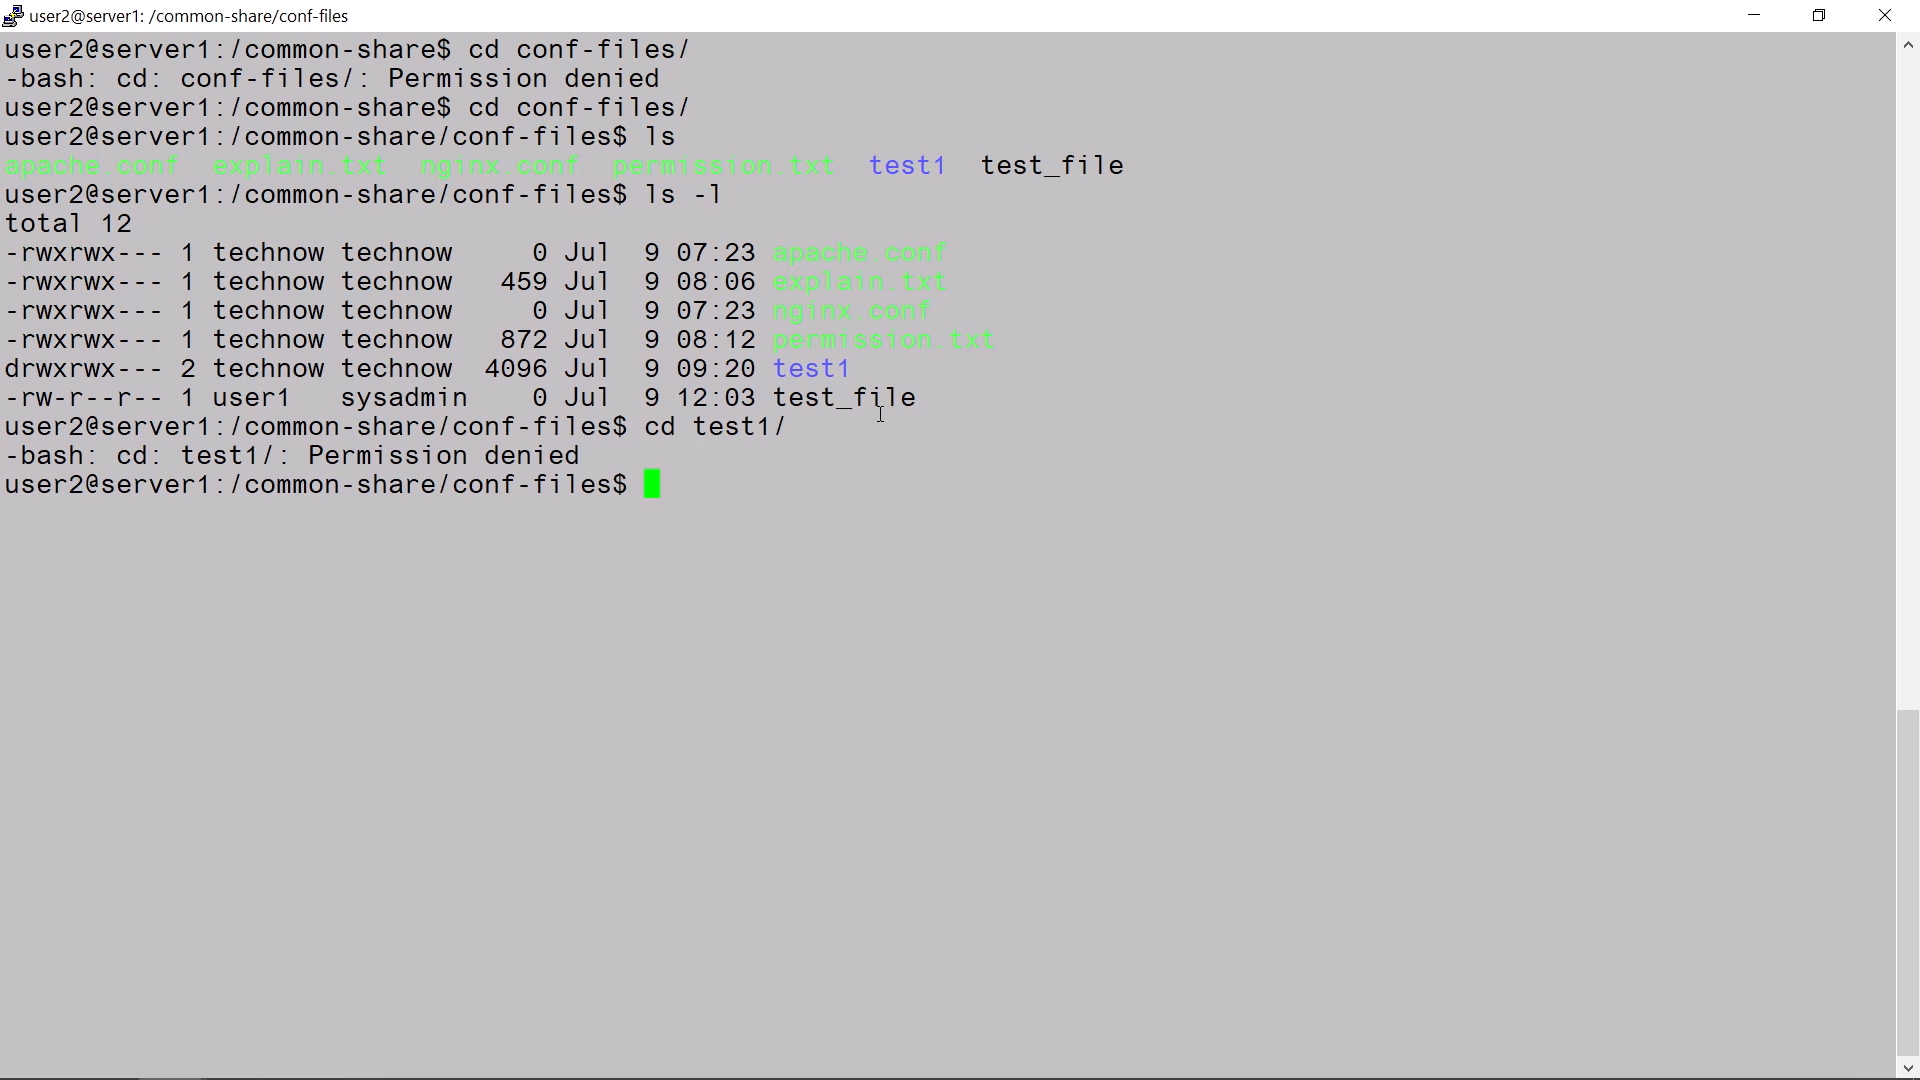 user2@server1: /common-share/conf-files
user2@server1:/common-share$ cd conf-files/
-bash: cd: conf-files/: Permission denied
user2@server1:/common-share$ cd conf-files/
user2@server1:/common-share/conf-files$ ls
apache.conf  explain.txt  nginx.conf  permission.txt  test1  test_file
user2@server1:/common-share/conf-files$ ls -l
total 12
-rwxrwx--- 1 technow technow    0 Jul  9 07:23 apache.conf
-rwxrwx--- 1 technow technow  459 Jul  9 08:06 explain.txt
-rwxrwx--- 1 technow technow    0 Jul  9 07:23 nginx.conf
-rwxrwx--- 1 technow technow  872 Jul  9 08:12 permission.txt
drwxrwx--- 2 technow technow 4096 Jul  9 09:20 test1
-rw-r--r-- 1 user1   sysadmin    0 Jul  9 12:03 test_file
user2@server1:/common-share/conf-files$ cd test1/
-bash: cd: test1/: Permission denied
user2@server1:/common-share/conf-files$